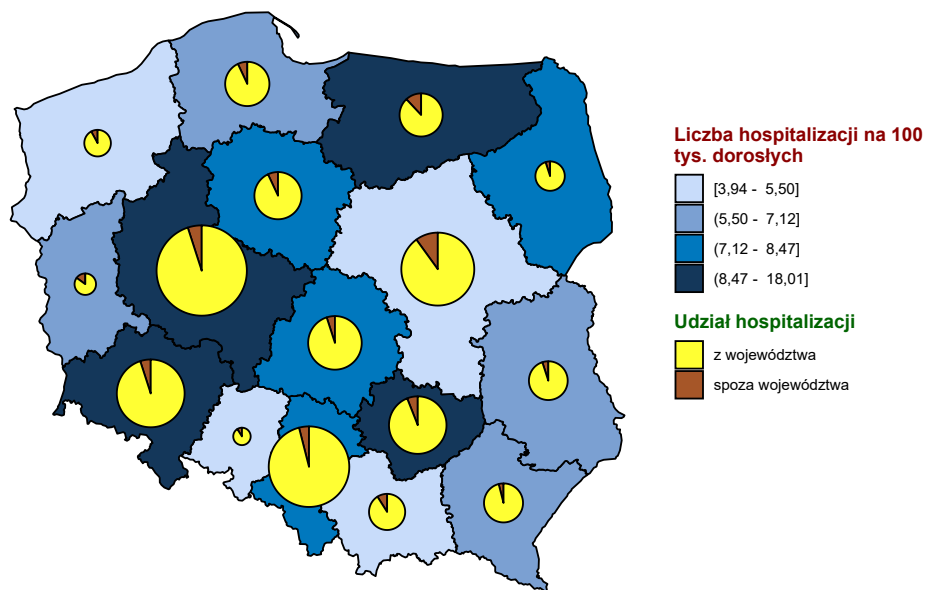 Liczba hospitalizacji na 100
tys. dorosłych
[3,94 - 5,50]
(5,50 - 7,12]
(7,12 - 8,47]
(8,47 - 18,01]
Udział hospitalizacji
z województwa
spoza województwa